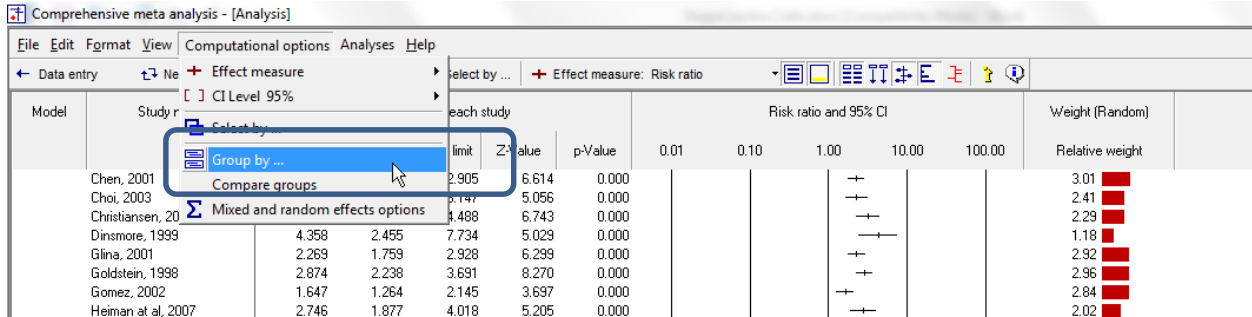 Comprehensive meta analysis - [Analysis]
File Edit Format View Computational options Analyses Help
← Data entry Ne Select by ... Effect measure: Risk ratio
Effect measure
CI Level 95%
Select by ...
Group by ...
Compare groups
Mixed and random effects options
Model Study each study Risk ratio and 95% CI Weight (Random)
limit Z-Value p-Value 0.01 0.10 1.00 10.00 100.00 Relative weight
Chen, 2001 2.905 6.614 0.000 3.01
Choi, 2003 5.056 0.000 2.41
Christiansen, 20 4.488 6.743 0.000 2.29
Dinsmore, 1999 4.358 2.455 7.734 5.029 0.000 1.18
Glina, 2001 2.269 1.759 2.928 6.299 0.000 2.92
Goldstein, 1998 2.874 2.238 3.691 8.270 0.000 2.96
Gomez, 2002 1.647 1.264 2.145 3.697 0.000 2.84
Heiman at al, 2007 2.746 1.877 4.018 5.205 0.000 2.02